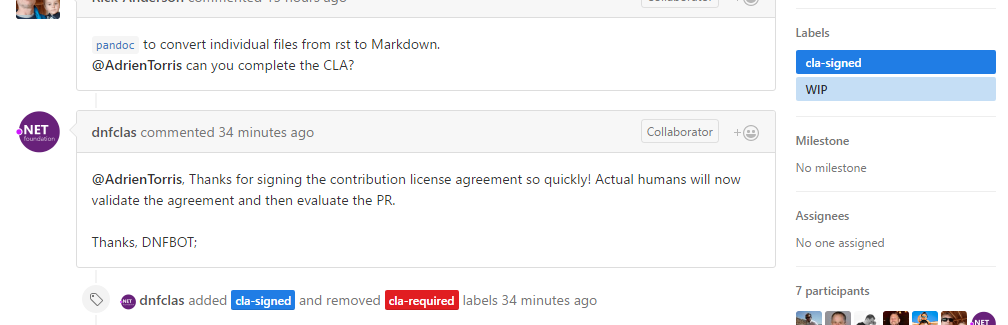 Rick-Anderson commented 15 hours ago
Collaborator
pandoc to convert individual files from rst to Markdown.
@AdrienTorris can you complete the CLA?
.NET
foundation
dnfclas commented 34 minutes ago
Collaborator
@AdrienTorris, Thanks for signing the contribution license agreement so quickly! Actual humans will now
validate the agreement and then evaluate the PR.
Thanks, DNFBOT;
dnfclas added cla-signed and removed cla-required labels 34 minutes ago
Labels
cla-signed
WIP
Milestone
No milestone
Assignees
No one assigned
7 participants
.NET